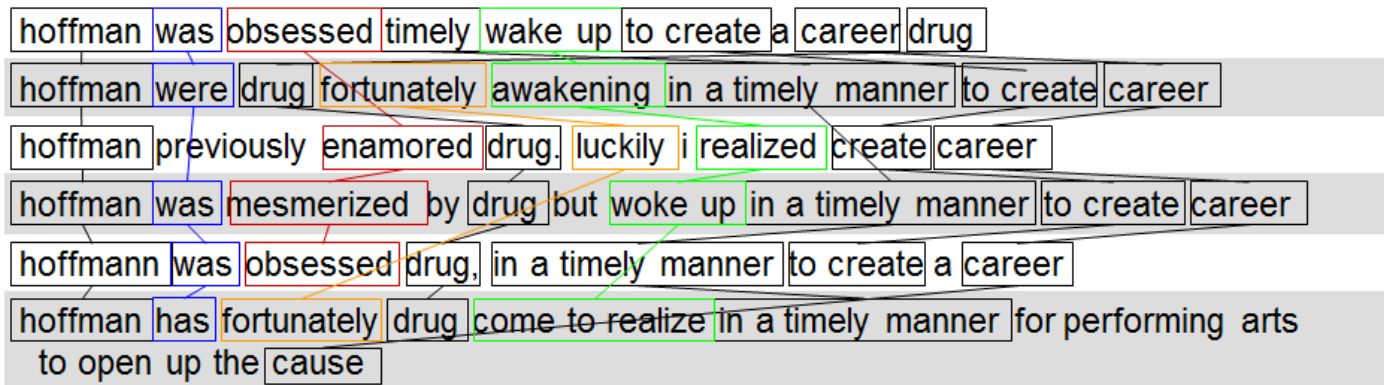 hoffman was obsessed timely wake up to create a career drug
hoffman were drug fortunately awakening in a timely manner to create career
hoffman previously enamored drug. luckily i realized create career
hoffman was mesmerized by drug but woke up in a timely manner to create career
hoffmann was obsessed drug, in a timely manner to create a career
hoffman has fortunately drug come to realize in a timely manner for performing arts
to open up the cause